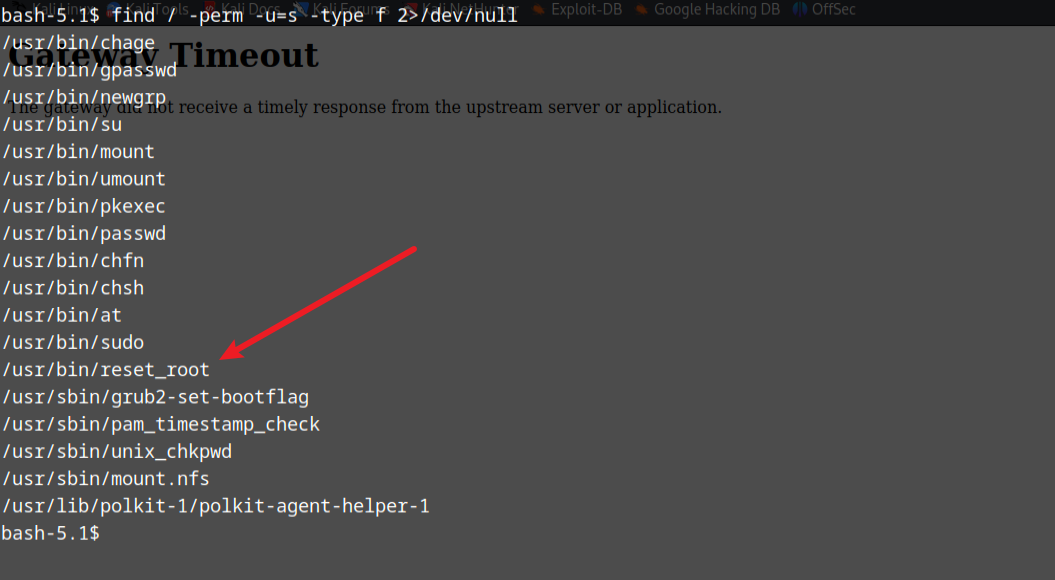 Kali Linux Kali Tools Kali Docs Kali Forums Kali NetHunter Exploit-DB Google Hacking DB OffSec
bash-5.1$ find / -perm -u=s -type f 2>/dev/null
/usr/bin/chage
Gateway Timeout
/usr/bin/gpasswd
/usr/bin/newgrp
The gateway did not receive a timely response from the upstream server or application.
/usr/bin/su
/usr/bin/mount
/usr/bin/umount
/usr/bin/pkexec
/usr/bin/passwd
/usr/bin/chfn
/usr/bin/chsh
/usr/bin/at
/usr/bin/sudo
/usr/bin/reset_root
/usr/sbin/grub2-set-bootflag
/usr/sbin/pam_timestamp_check
/usr/sbin/unix_chkpwd
/usr/sbin/mount.nfs
/usr/lib/polkit-1/polkit-agent-helper-1
bash-5.1$